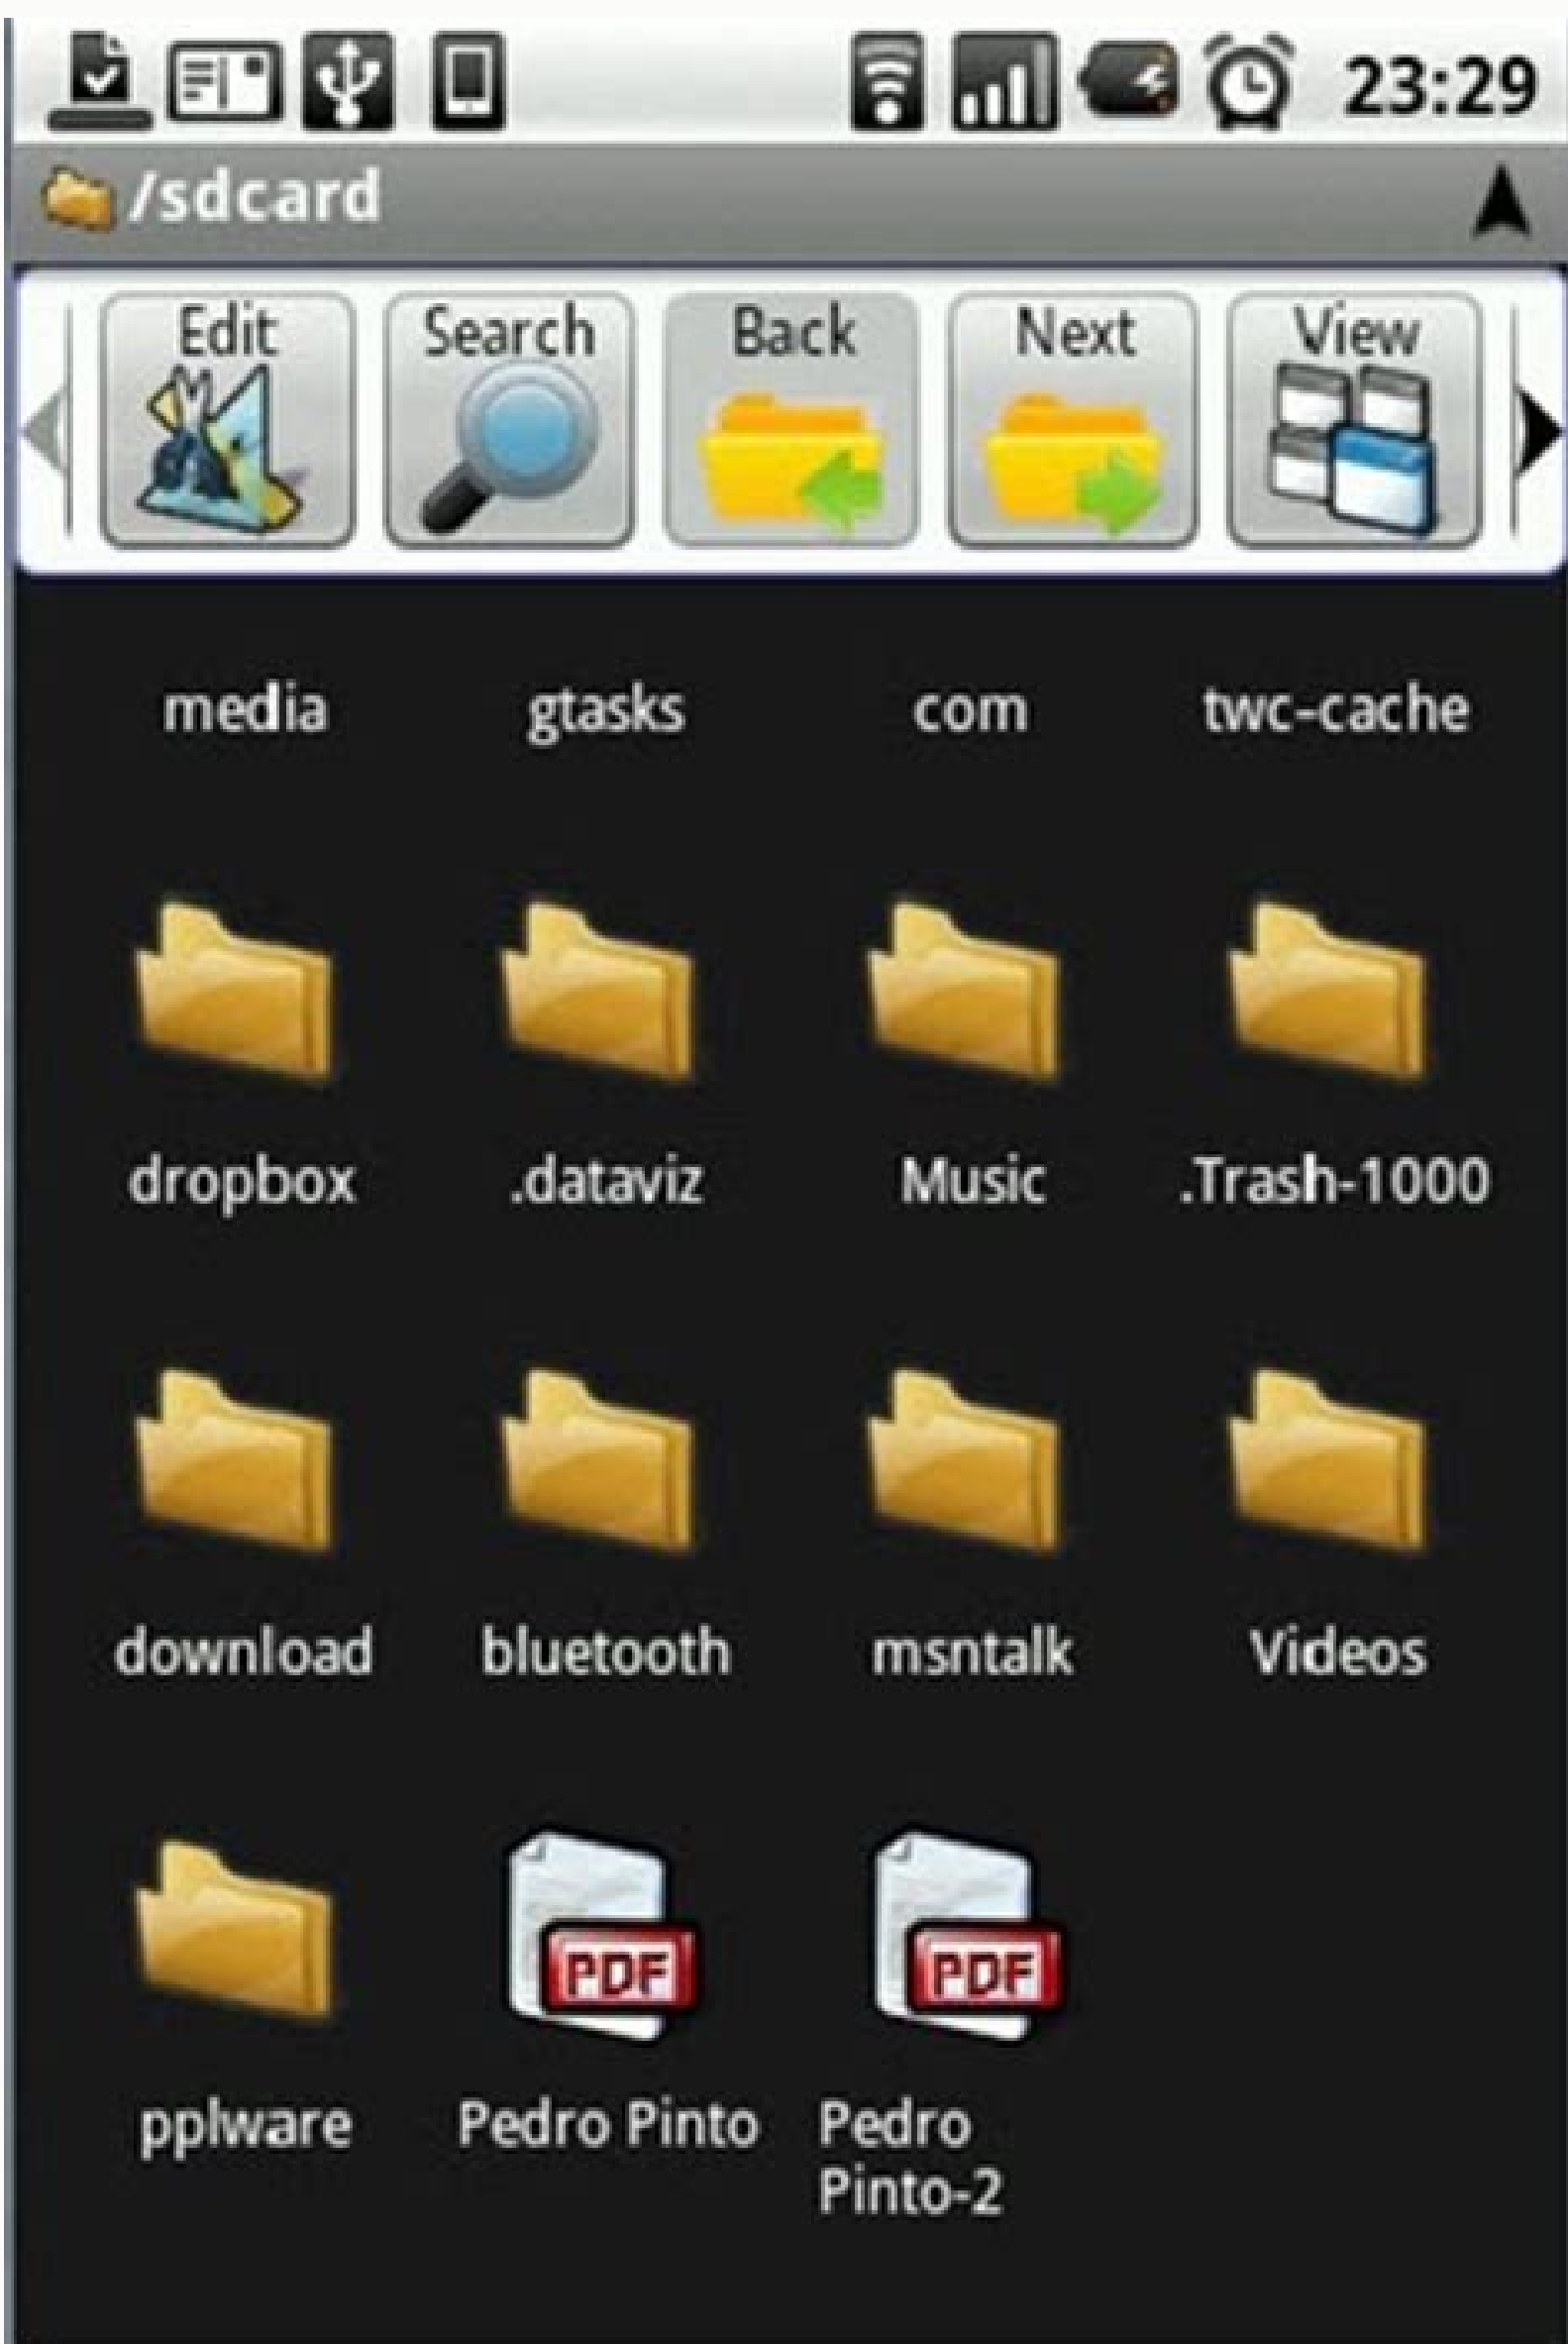 23:29
/sdcard
Edit Search Back Next View
media gtasks com twc-cache
dropbox .dataviz Music .Trash-1000
download bluetooth msntalk Videos
PDF PDF
pplware Pedro Pinto Pedro
Pinto-2